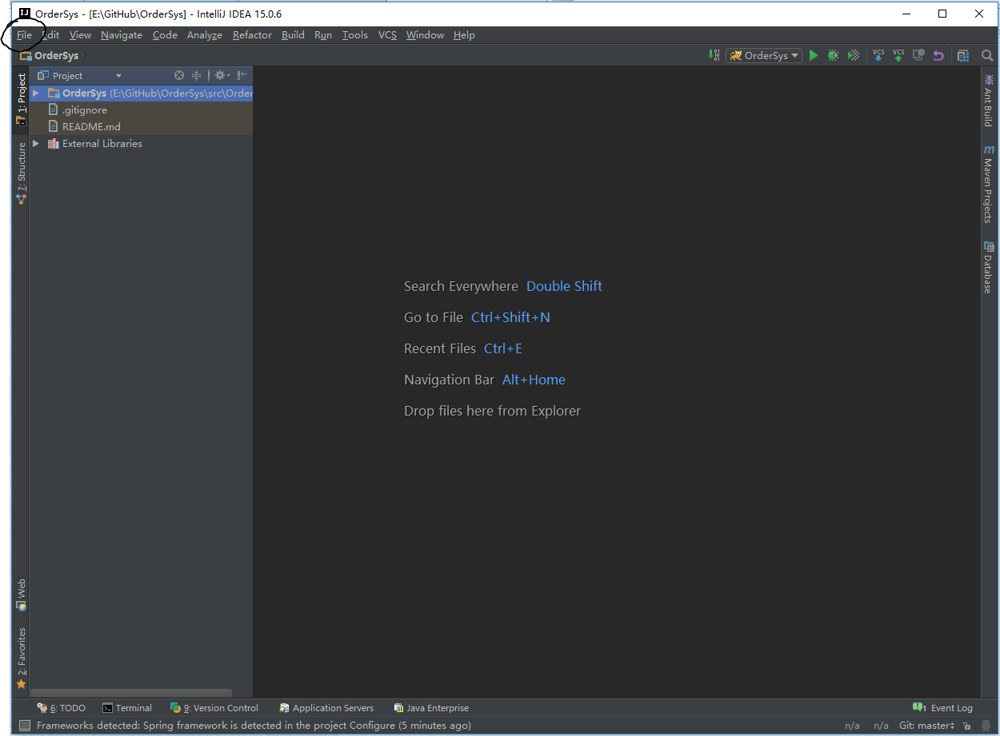 OrderSys - [E:\GitHub\OrderSys] - IntelliJ IDEA 15.0.6
File Edit View Navigate Code Analyze Refactor Build Run Tools VCS Window Help
OrderSys
OrderSys
VCS VCS
1: Project
Project
OrderSys (E:\GitHub\OrderSys\src\Order
.gitignore
README.md
External Libraries
7: Structure
Search Everywhere Double Shift
Go to File Ctrl+Shift+N
Recent Files Ctrl+E
Navigation Bar Alt+Home
Drop files here from Explorer
Ant Build
Maven Projects
Database
Web
2: Favorites
6: TODO Terminal 9: Version Control Application Servers Java Enterprise 1 Event Log
Frameworks detected: Spring framework is detected in the project Configure (5 minutes ago) n/a n/a Git: master